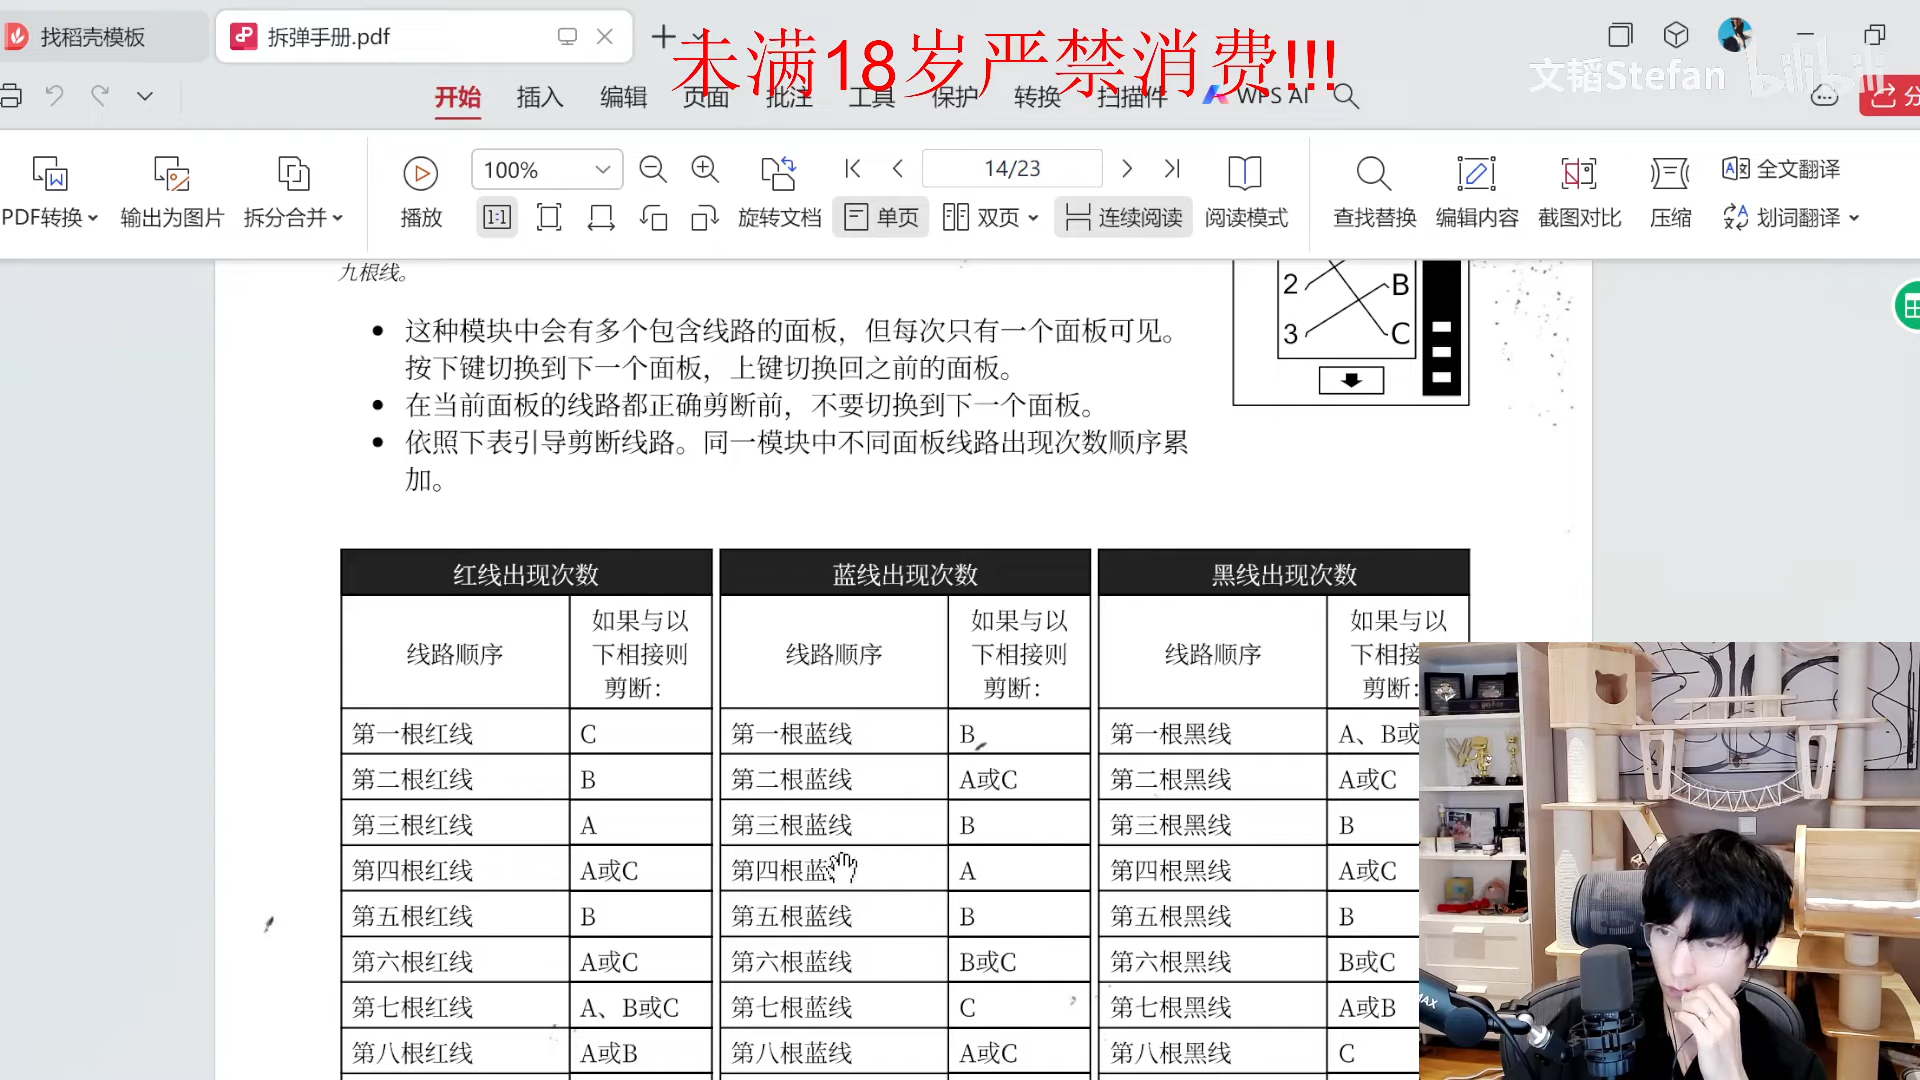 找稻壳模板
拆弹手册.pdf
未满18岁严禁消费!!!
文韬Stefan
bilibili
开始 插入 编辑 页面 批注 工具 保护 转换 扫描件 WPS AI
分
100%
14/23
全文翻译
PDF转换 输出为图片 拆分合并 播放 旋转文档 单页 双页 连续阅读 阅读模式 查找替换 编辑内容 截图对比 压缩 划词翻译
九根线。
2 B
3 C
这种模块中会有多个包含线路的面板，但每次只有一个面板可见。
按下键切换到下一个面板，上键切换回之前的面板。
在当前面板的线路都正确剪断前，不要切换到下一个面板。
依照下表引导剪断线路。同一模块中不同面板线路出现次数顺序累
加。
红线出现次数 蓝线出现次数 黑线出现次数
线路顺序 如果与以下相接则剪断： 线路顺序 如果与以下相接则剪断： 线路顺序 如果与以下相接剪断：
第一根红线 C 第一根蓝线 B 第一根黑线 A、B或
第二根红线 B 第二根蓝线 A或C 第二根黑线 A或C
第三根红线 A 第三根蓝线 B 第三根黑线 B
第四根红线 A或C 第四根蓝 A 第四根黑线 A或C
第五根红线 B 第五根蓝线 B 第五根黑线 B
第六根红线 A或C 第六根蓝线 B或C 第六根黑线 B或C
第七根红线 A、B或C 第七根蓝线 C 第七根黑线 A或B
第八根红线 A或B 第八根蓝线 A或C 第八根黑线 C